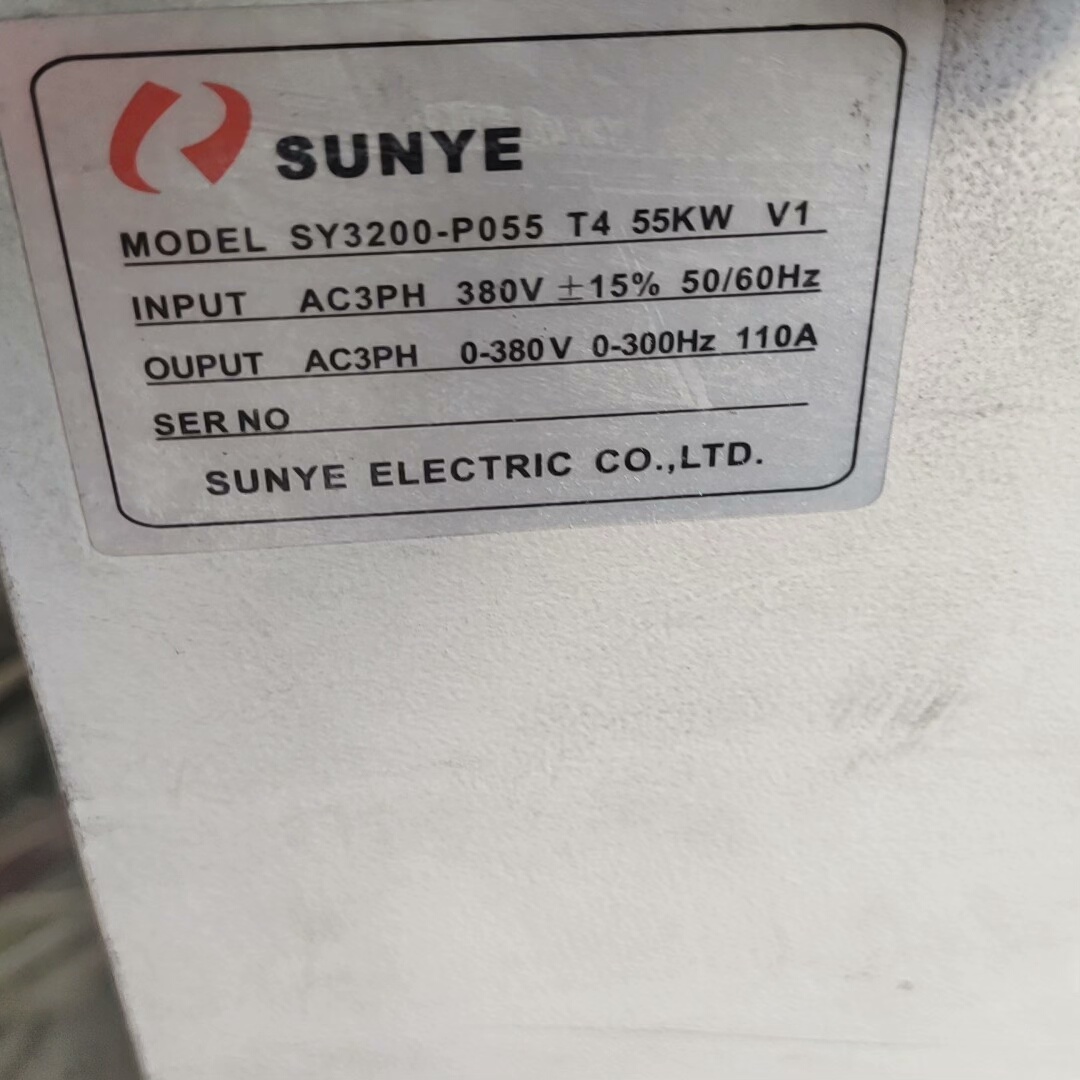 SUNYE
MODEL SY3200-P055 T4 55KW V1
INPUT AC3PH 380V ±15% 50/60Hz
OUPUT AC3PH 0-380V 0-300Hz 110A
SER NO
SUNYE ELECTRIC CO.,LTD.